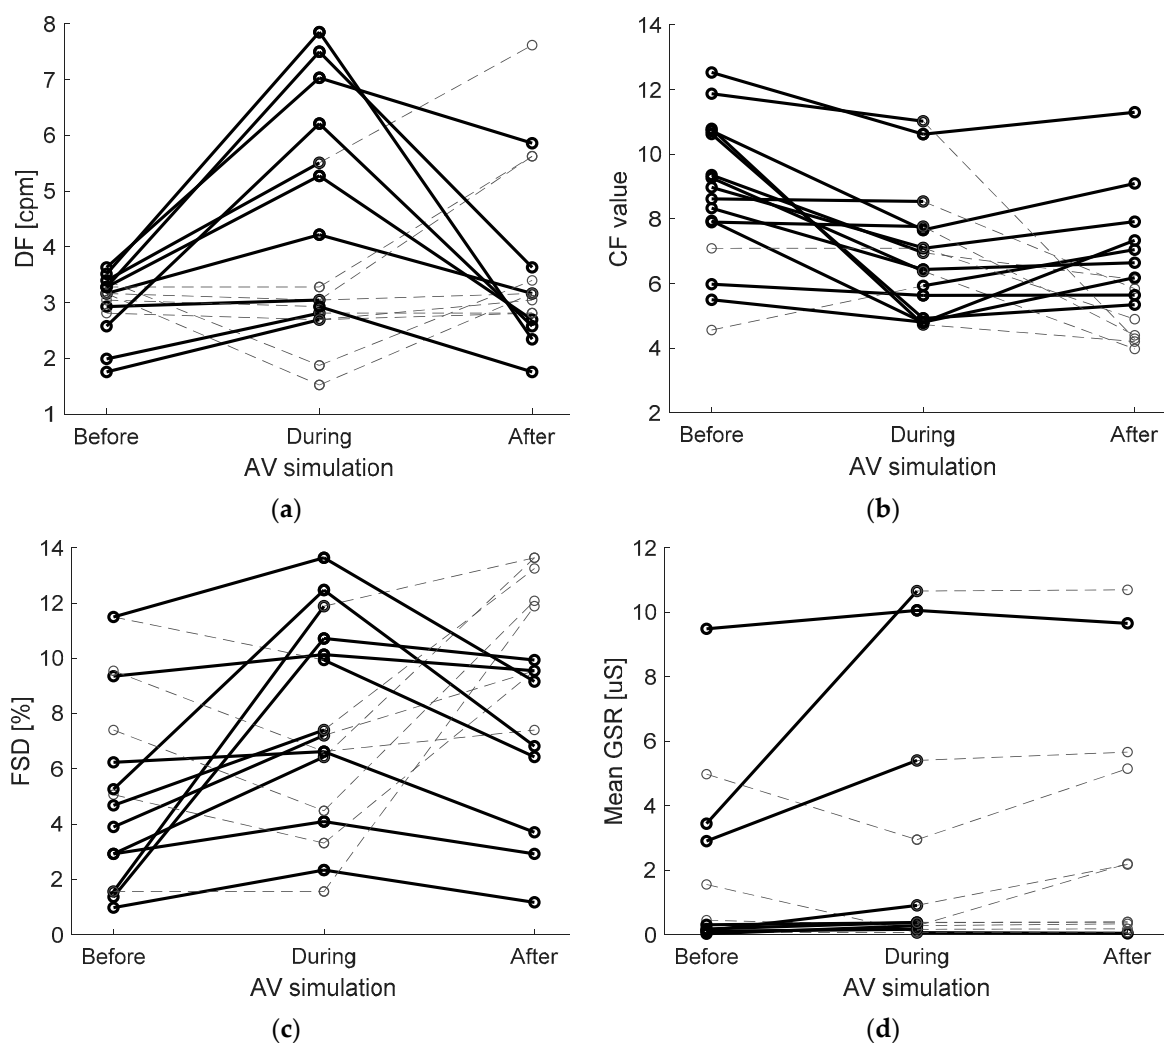 8
7
6
5
4
3
2
1
DF [cpm]
Before During After
AV simulation
(a)
14
12
10
8
6
4
2
CF value
Before During After
AV simulation
(b)
14
12
10
8
6
4
2
0
FSD [%]
Before During After
AV simulation
(c)
12
10
8
6
4
2
0
Mean GSR [uS]
Before During After
AV simulation
(d)